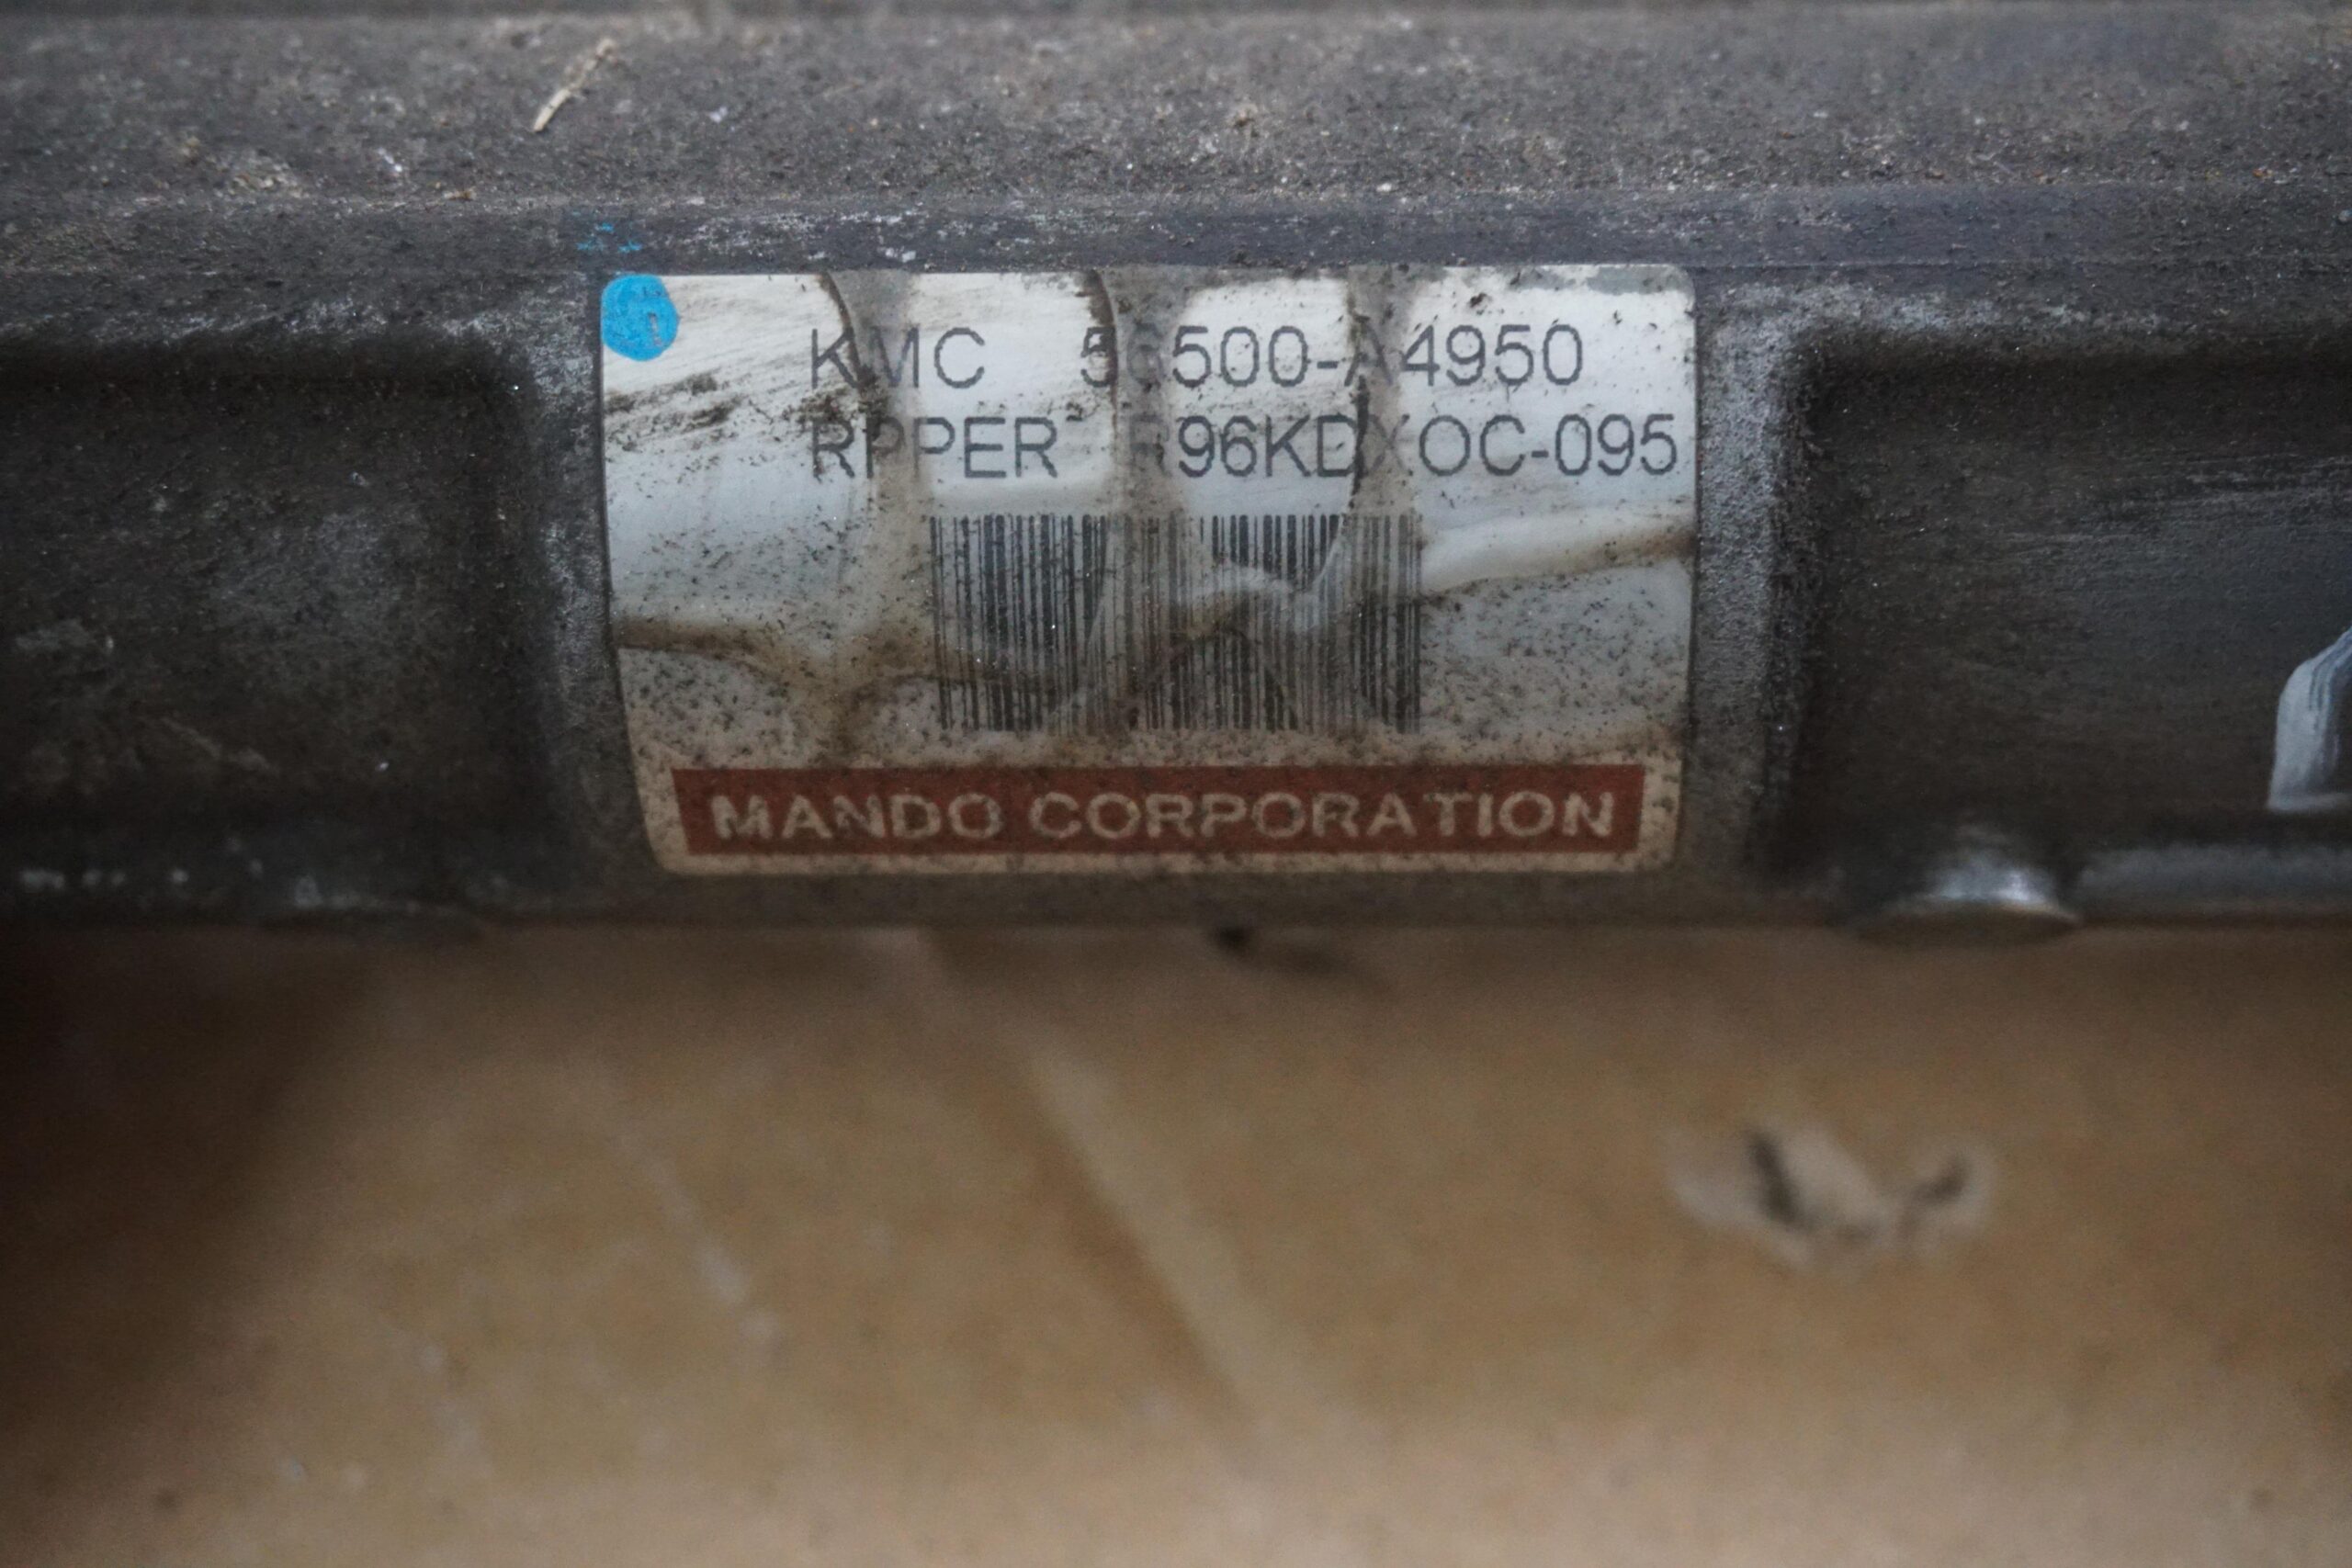 KMC 56500-A4950
RPPER R96KDXOC-095
MANDO CORPORATION